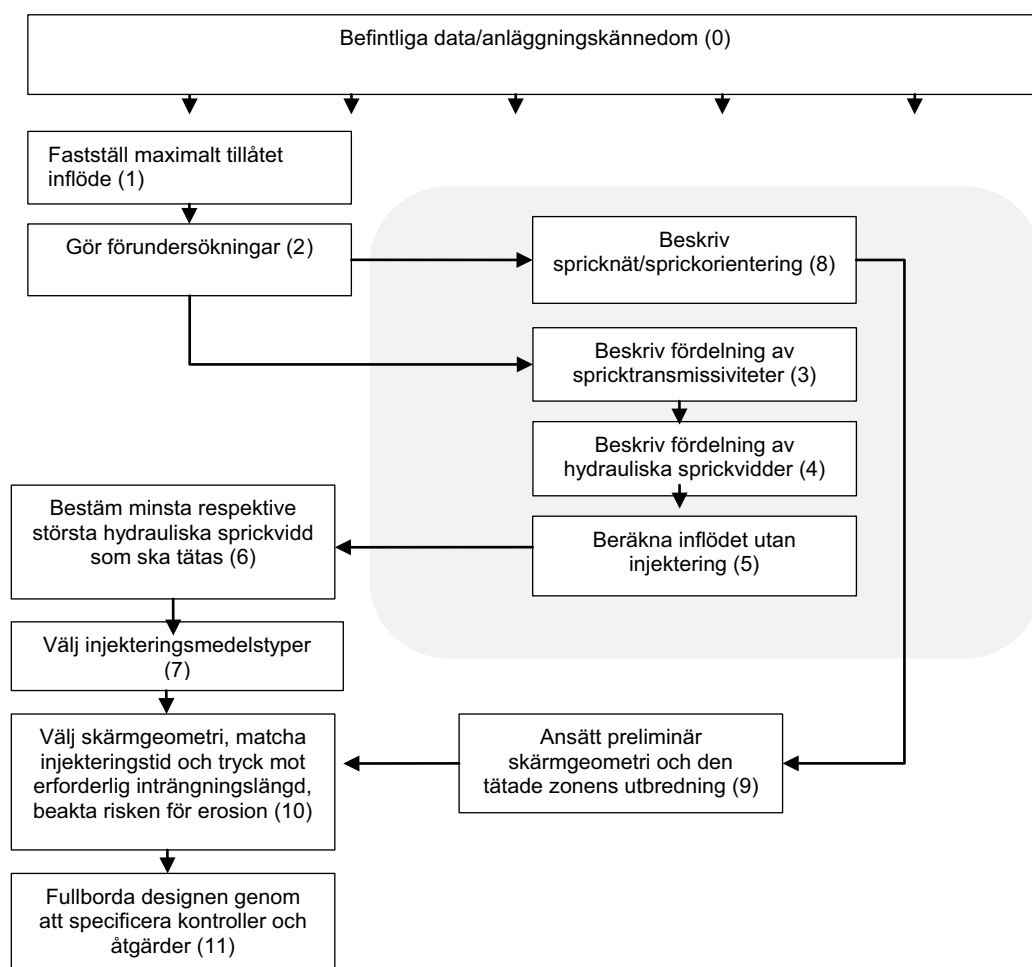 Befintliga data/anläggningskännedom (0)
Fastställ maximalt tillåtet
inflöde (1)
Gör förundersökningar (2)
Beskriv
spricknät/sprickorientering (8)
Beskriv fördelning av
spricktransmissiviteter (3)
Beskriv fördelning av
hydrauliska sprickvidder (4)
Beräkna inflödet utan
injektering (5)
Bestäm minsta respektive
största hydrauliska sprickvidd
som ska tätas (6)
Välj injekteringsmedelstyper
(7)
Välj skärmgeometri, matcha
injekteringstid och tryck mot
erforderlig inträngningslängd,
beakta risken för erosion (10)
Ansätt preliminär
skärmgeometri och den
tätade zonens utbredning (9)
Fullborda designen genom
att specificera kontroller och
åtgärder (11)